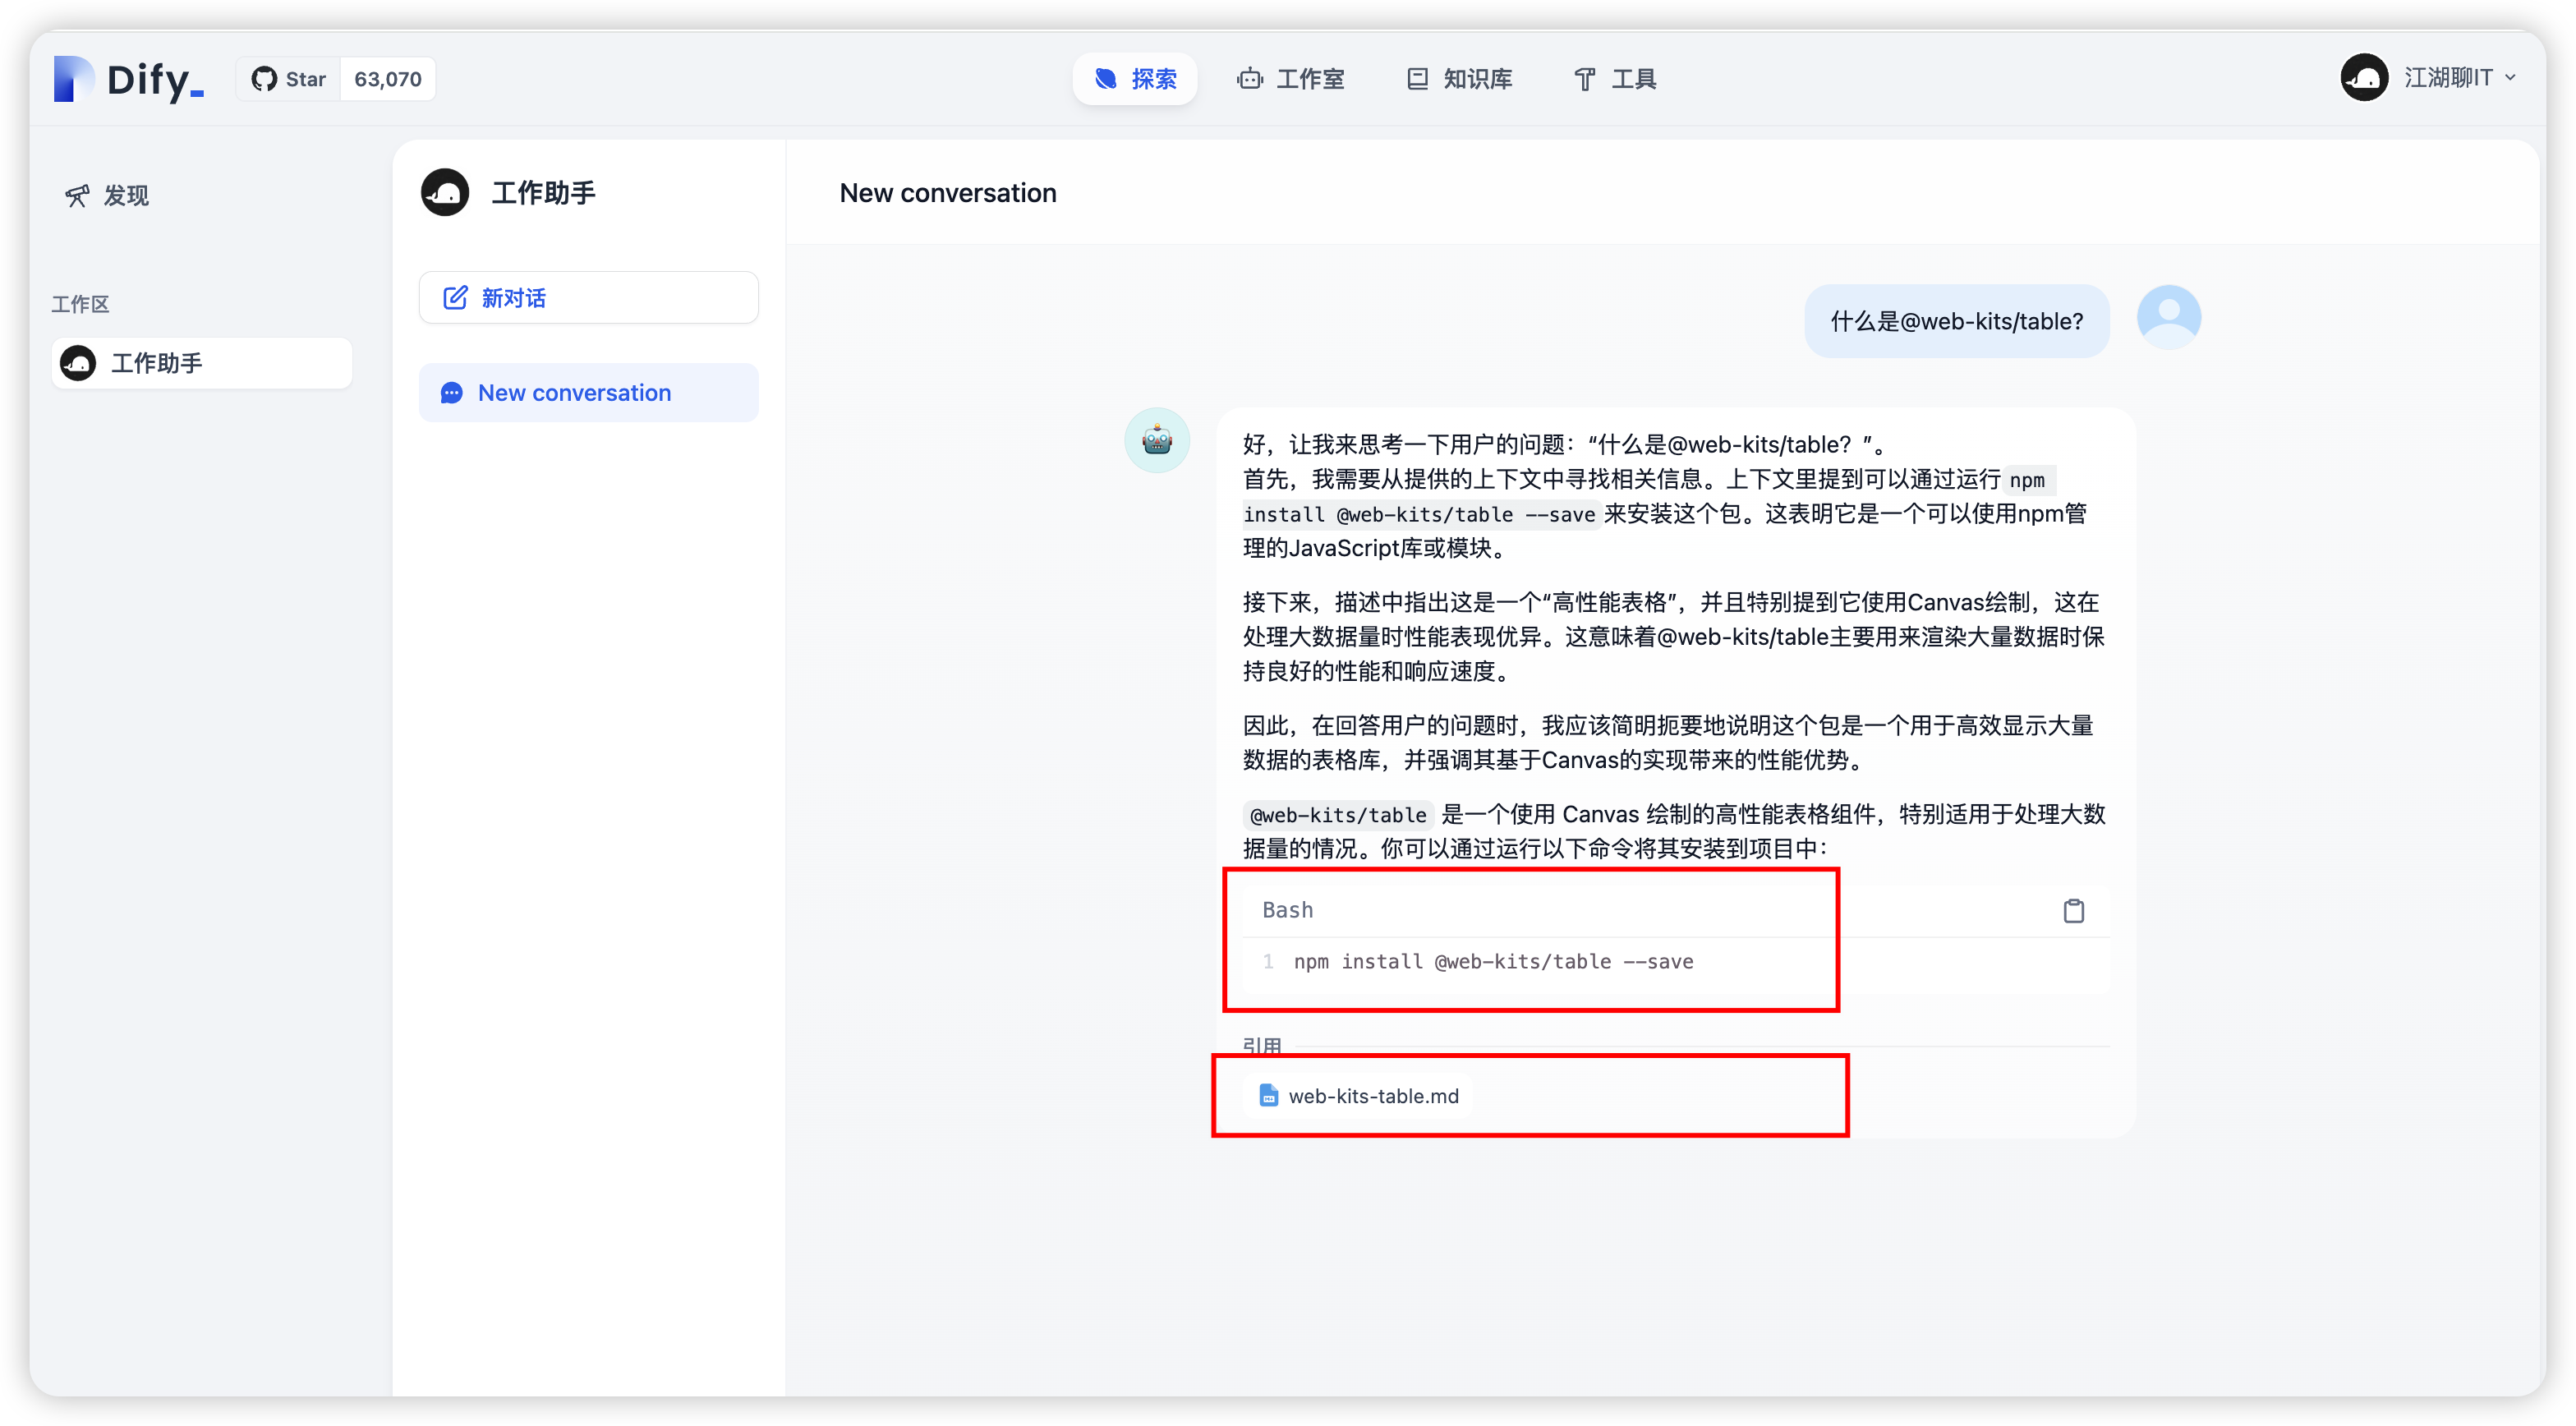 Dify_
Star 63,070
探索
工作室
知识库
工具
江湖聊IT
发现
工作区
工作助手
工作助手
新对话
New conversation
New conversation
什么是@web-kits/table?
好，让我来思考一下用户的问题：“什么是@web-kits/table？”。
首先，我需要从提供的上下文中寻找相关信息。上下文里提到可以通过运行npm
install @web-kits/table --save来安装这个包。这表明它是一个可以使用npm管
理的JavaScript库或模块。
接下来，描述中指出这是一个“高性能表格”，并且特别提到它使用Canvas绘制，这在
处理大数据量时性能表现优异。这意味着@web-kits/table主要用来渲染大量数据时保
持良好的性能和响应速度。
因此，在回答用户的问题时，我应该简明扼要地说明这个包是一个用于高效显示大量
数据的表格库，并强调其基于Canvas的实现带来的性能优势。
@web-kits/table 是一个使用 Canvas 绘制的高性能表格组件，特别适用于处理大数
据量的情况。你可以通过运行以下命令将其安装到项目中：
Bash
1 npm install @web-kits/table --save
引用
web-kits-table.md